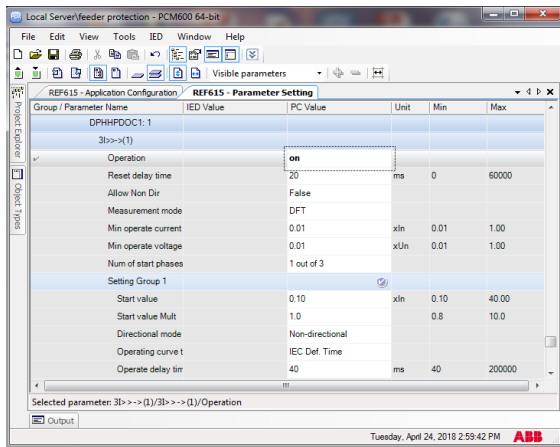 Local Server\feeder protection - PCM600 64-bit
File Edit View Tools IED Window Help
Visible parameters
REF615 - Application Configuration REF615 - Parameter Setting
Group / Parameter Name IED Value PC Value Unit Min Max
DPHHPDOC1: 1
3I>>->(1)
Operation on
Reset delay time 20 ms 0 60000
Allow Non Dir False
Measurement mode DFT
Min operate current 0.01 xIn 0.01 1.00
Min operate voltage 0.01 xUn 0.01 1.00
Num of start phases 1 out of 3
Setting Group 1
Start value 0.10 xIn 0.10 40.00
Start value Mult 1.0 0.8 10.0
Directional mode Non-directional
Operating curve t IEC Def. Time
Operate delay tim 40 ms 40 200000
Selected parameter: 3I>>->(1)/3I>>->(1)/Operation
Output
Tuesday, April 24, 2018 2:59:42 PM ABB
Project Explorer
Object Types